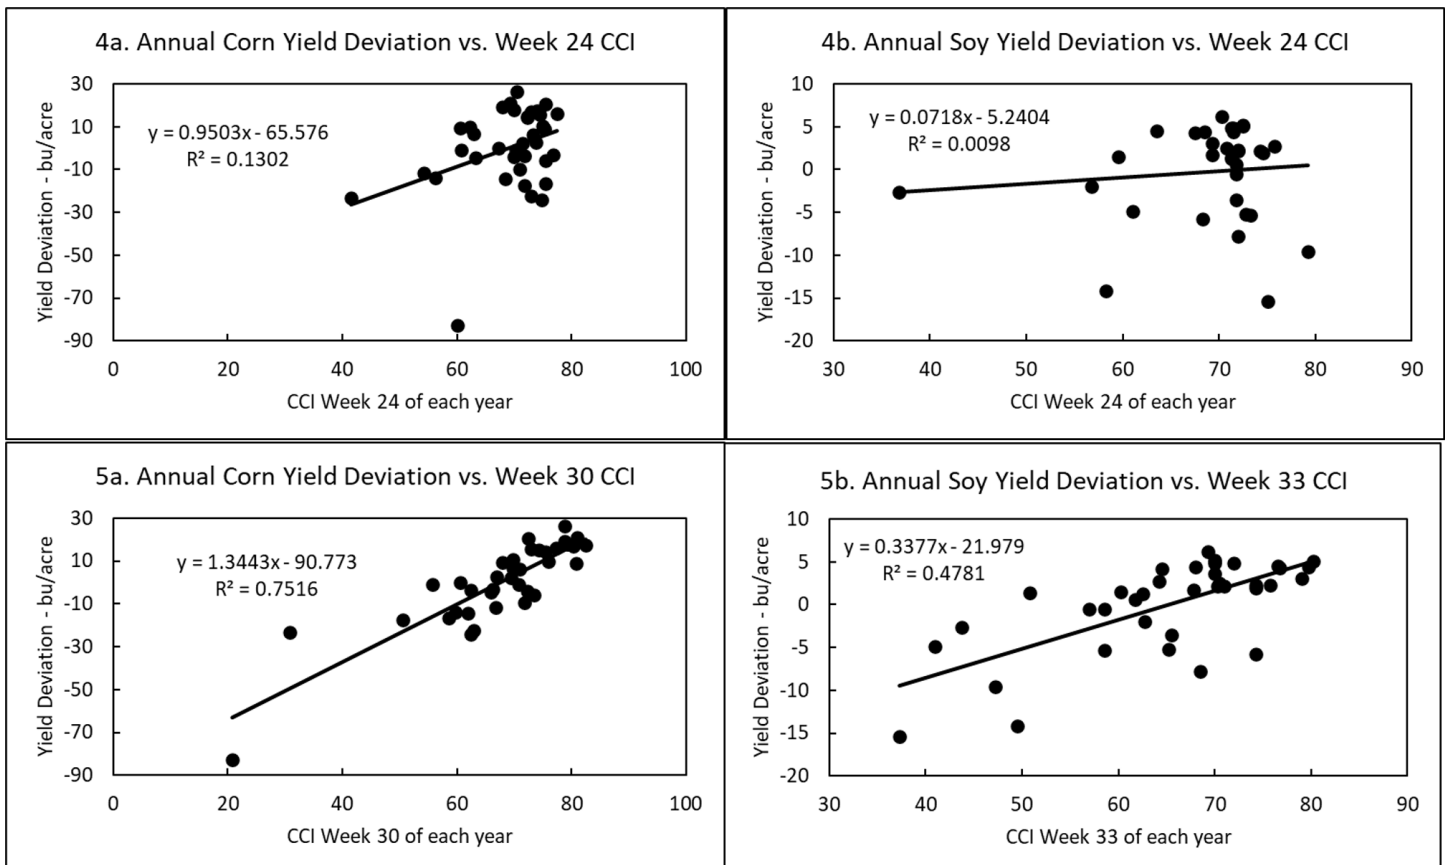 4a. Annual Corn Yield Deviation vs. Week 24 CCI
30
10
-10
-30
-50
-70
-90
Yield Deviation - bu/acre
y = 0.9503x - 65.576
R² = 0.1302
0
20
40
60
80
100
CCI Week 24 of each year
4b. Annual Soy Yield Deviation vs. Week 24 CCI
10
5
0
-5
-10
-15
-20
Yield Deviation - bu/acre
y = 0.0718x - 5.2404
R² = 0.0098
30
40
50
60
70
80
90
CCI Week 24 of each year
5a. Annual Corn Yield Deviation vs. Week 30 CCI
30
10
-10
-30
-50
-70
-90
Yield Deviation - bu/acre
y = 1.3443x - 90.773
R² = 0.7516
0
20
40
60
80
100
CCI Week 30 of each year
5b. Annual Soy Yield Deviation vs. Week 33 CCI
10
5
0
-5
-10
-15
-20
Yield Deviation - bu/acre
y = 0.3377x - 21.979
R² = 0.4781
30
40
50
60
70
80
90
CCI Week 33 of each year